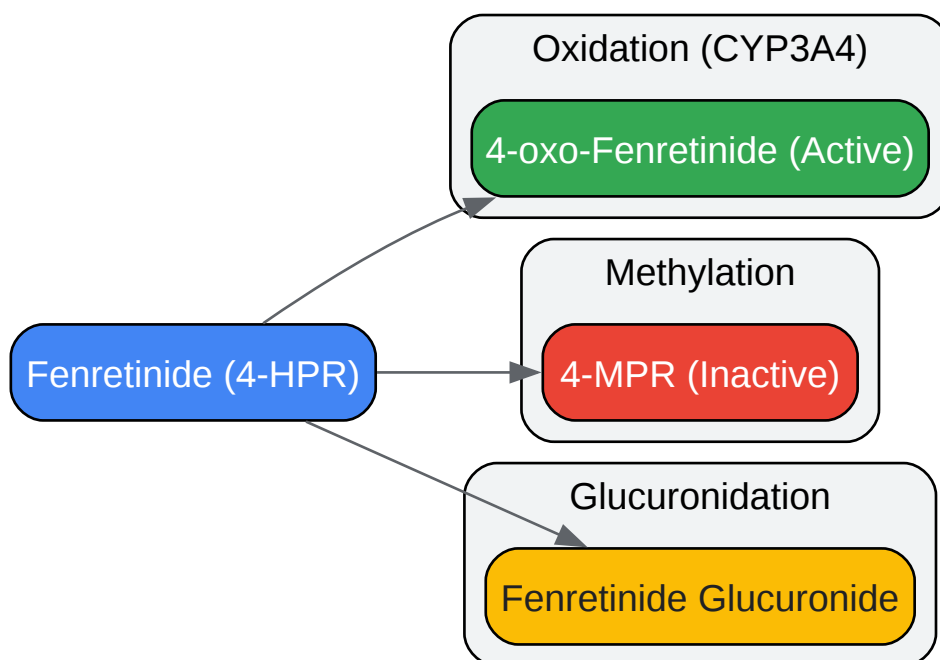 Oxidation (CYP3A4)
4-oxo-Fenretinide (Active)
Methylation
Fenretinide (4-HPR)
4-MPR (Inactive)
Glucuronidation
Fenretinide Glucuronide